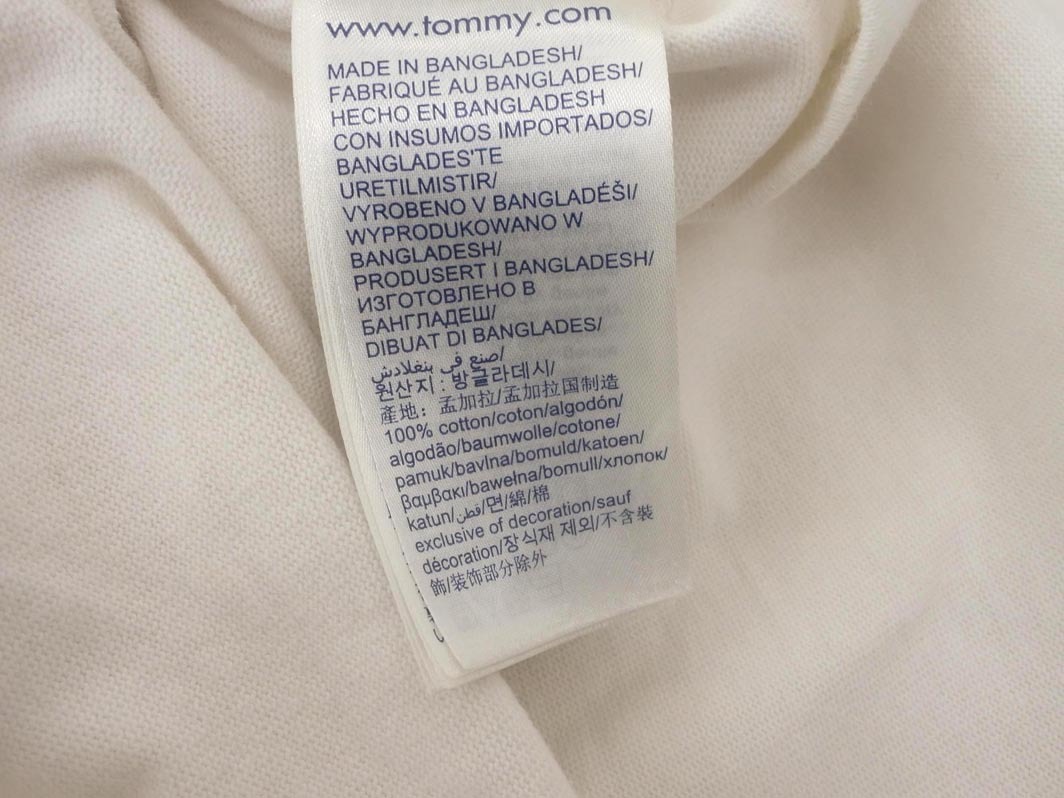 www.tommy.com
MADE IN BANGLADESH/
FABRIQUÉ AU BANGLADESH/
HECHO EN BANGLADESH
CON INSUMOS IMPORTADOS/
BANGLADES'TE
URETILMISTIR/
VYROBENO V BANGLADÉŠI/
WYPRODUKOWANO W
BANGLADESH/
PRODUSERT I BANGLADESH/
ИЗГОТОВЛЕНО В
БАНГЛАДЕШ/
DIBUAT DI BANGLADES/
صنع في بنغلادش/
원산지 : 방글라데시/
產地：孟加拉/孟加拉国制造
100% cotton/coton/algodón/
algodão/baumwolle/cotone/
pamuk/bavlna/bomuld/katoen/
βαμβακι/bawełna/bomull/хлопок/
katun/قطن/면/綿/棉
exclusive of decoration/sauf
décoration/장식재 제외/不含裝
飾/装饰部分除外